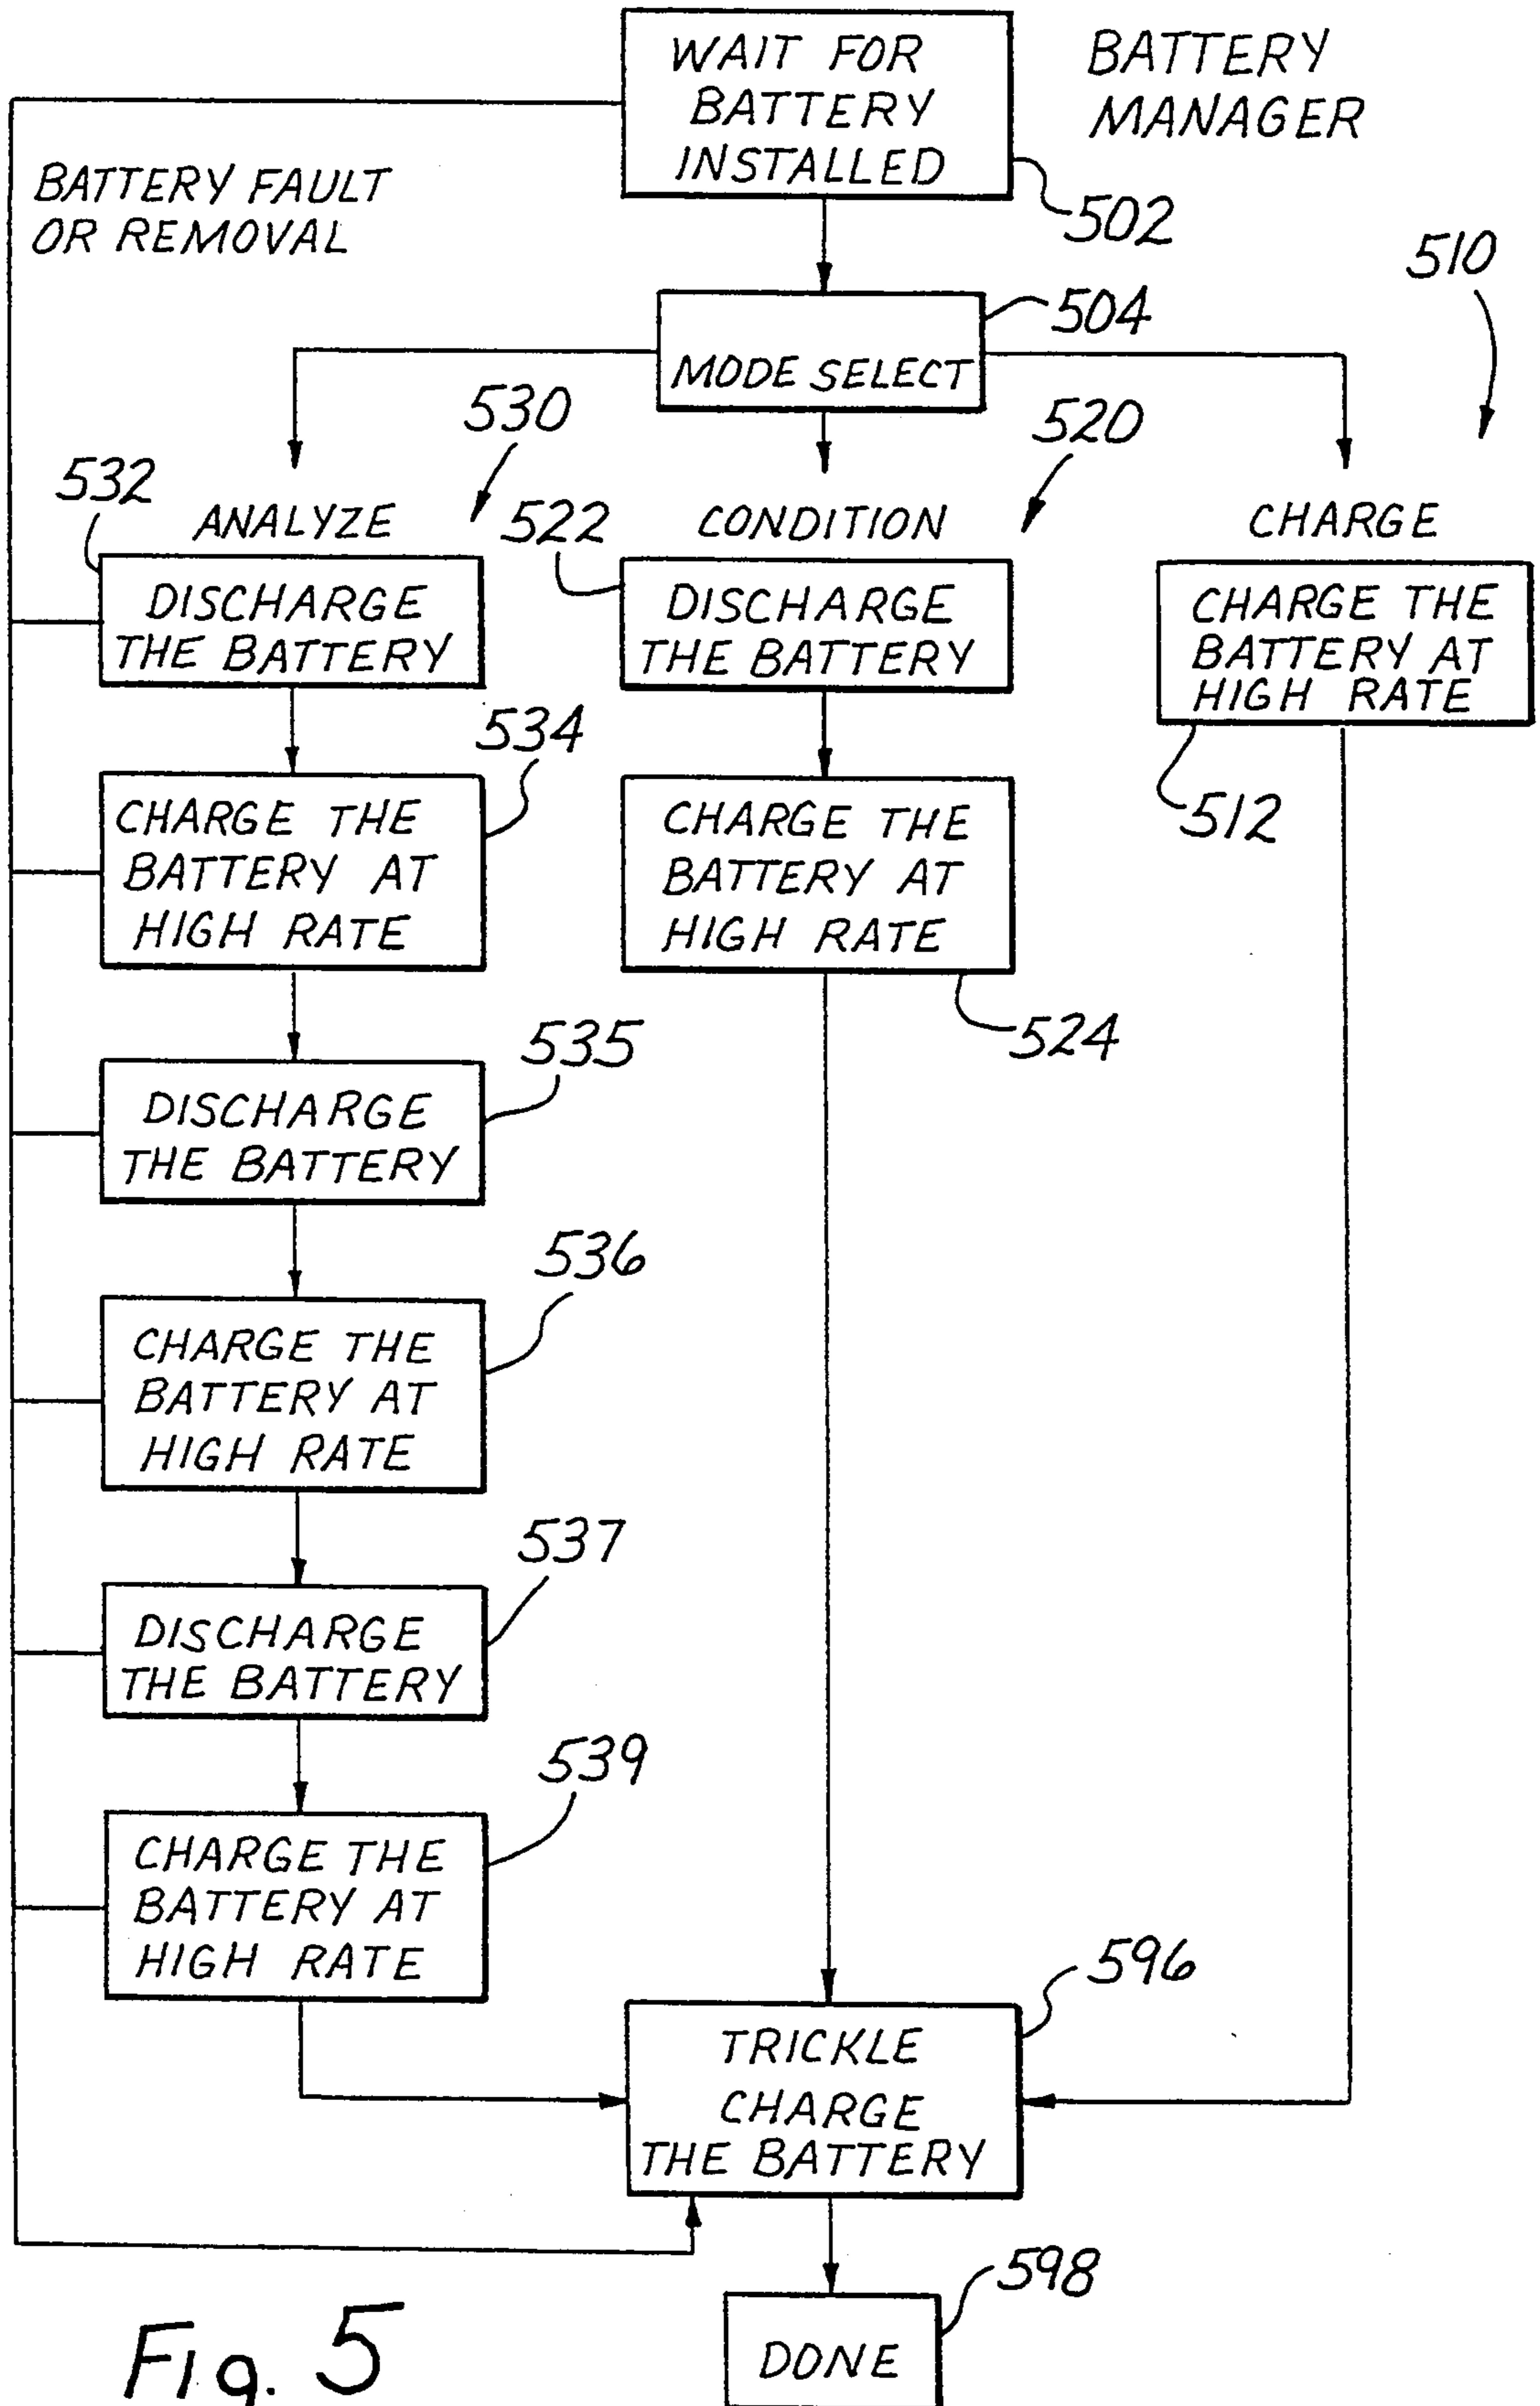 WAIT FOR
BATTERY
INSTALLED
BATTERY
MANAGER
502
BATTERY FAULT
OR REMOVAL
510
504
MODE SELECT
530
520
532
ANALYZE
522
CONDITION
CHARGE
DISCHARGE
THE BATTERY
DISCHARGE
THE BATTERY
CHARGE THE
BATTERY AT
HIGH RATE
512
534
CHARGE THE
BATTERY AT
HIGH RATE
CHARGE THE
BATTERY AT
HIGH RATE
524
535
DISCHARGE
THE BATTERY
536
CHARGE THE
BATTERY AT
HIGH RATE
537
DISCHARGE
THE BATTERY
539
CHARGE THE
BATTERY AT
HIGH RATE
596
TRICKLE
CHARGE
THE BATTERY
598
DONE
Fig. 5